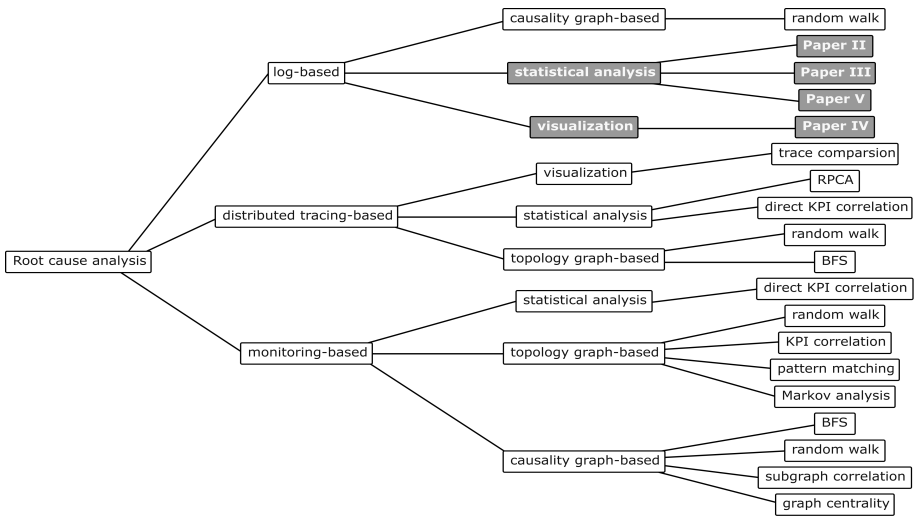 causality graph-based
random walk
Paper II
log-based
statistical analysis
Paper III
Paper V
visualization
Paper IV
trace comparsion
visualization
RPCA
distributed tracing-based
statistical analysis
direct KPI correlation
random walk
topology graph-based
BFS
Root cause analysis
direct KPI correlation
statistical analysis
random walk
KPI correlation
monitoring-based
topology graph-based
pattern matching
Markov analysis
BFS
random walk
causality graph-based
subgraph correlation
graph centrality